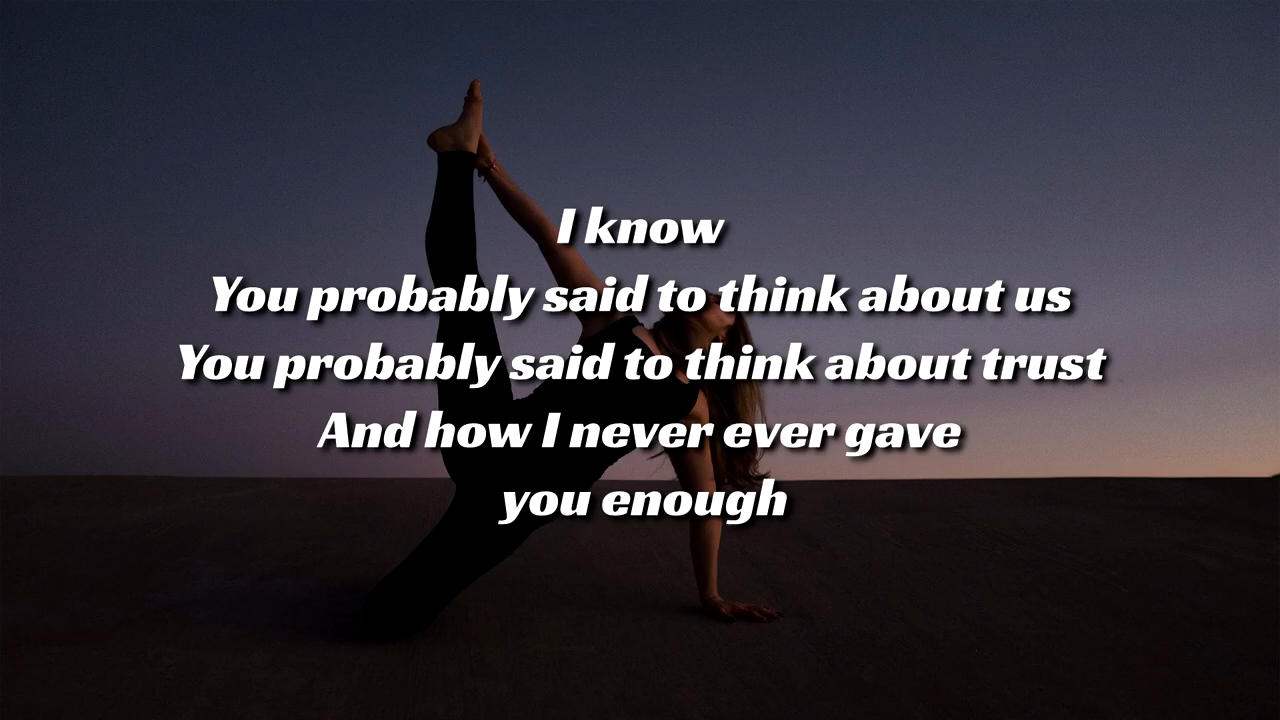 I know
You probably said to think about us
You probably said to think about trust
And how I never ever gave
you enough